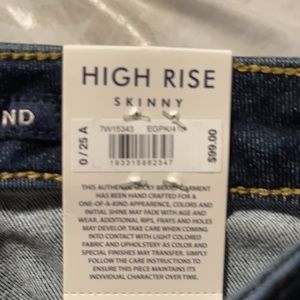 HIGH RISE
SKINNY
ND
7W15343
0 / 25 A
$99.00
193315862347
THIS AUTHENTIC LUCKY BRAND GARMENT
HAS BEEN HAND CRAFTED FOR A
ONE-OF-A-KIND APPEARANCE, COLORS AND
INITIAL SHINE MAY FADE WITH AGE AND
WEAR. ADDITIONAL RIPS, FRAYS AND HOLES
MAY DEVELOP. TAKE CARE WHEN COMING
INTO CONTACT WITH LIGHT COLORED
FABRIC AND UPHOLSTERY AS COLOR AND
SPECIAL FINISHES MAY TRANSFER. SIMPLY
FOLLOW THE CARE INSTRUCTIONS TO
ENSURE THIS PIECE MAINTAINS ITS
INDIVIDUAL CHARACTER OVER TIME.